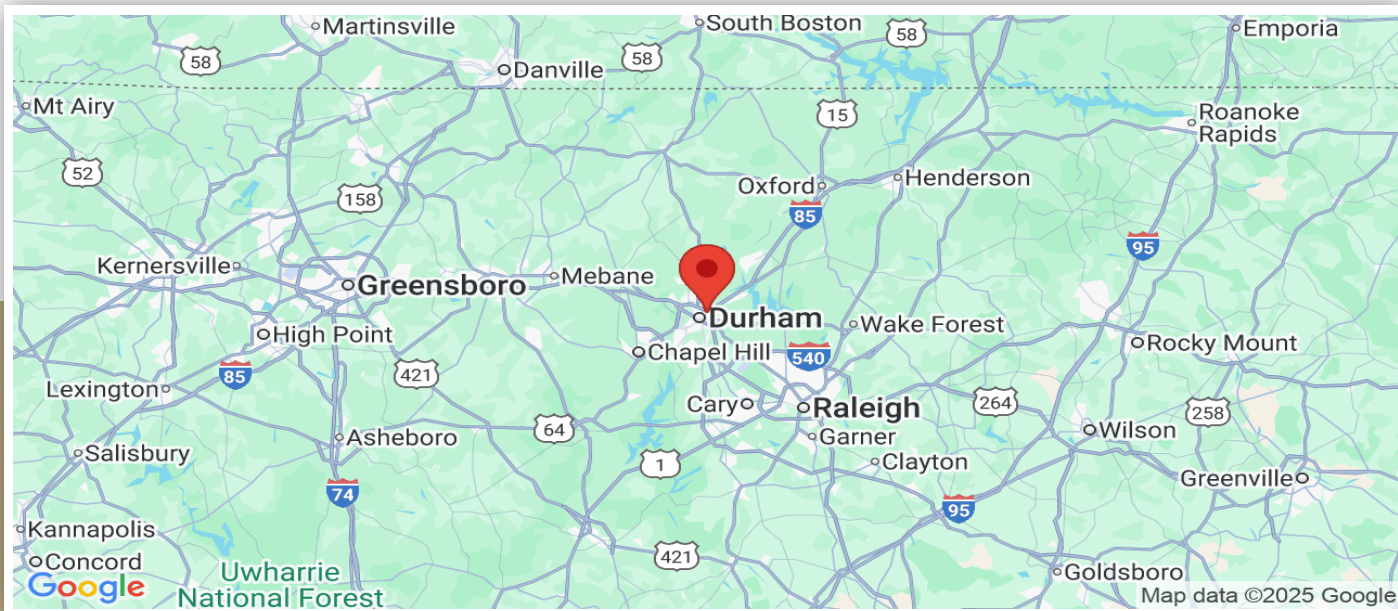 Martinsville
South Boston
58
Emporia
58
58
Danville
Mt Airy
15
Roanoke
Rapids
52
158
Oxford
Henderson
85
95
Kernersville
Greensboro
Mebane
High Point
Durham
Wake Forest
Chapel Hill
540
Rocky Mount
85
421
Lexington
Cary
Raleigh
264
258
64
Asheboro
Garner
Wilson
Salisbury
1
Clayton
Greenville
74
95
Kannapolis
421
Concord
Uwharrie
National Forest
Goldsboro
Google
Map data ©2025 Google